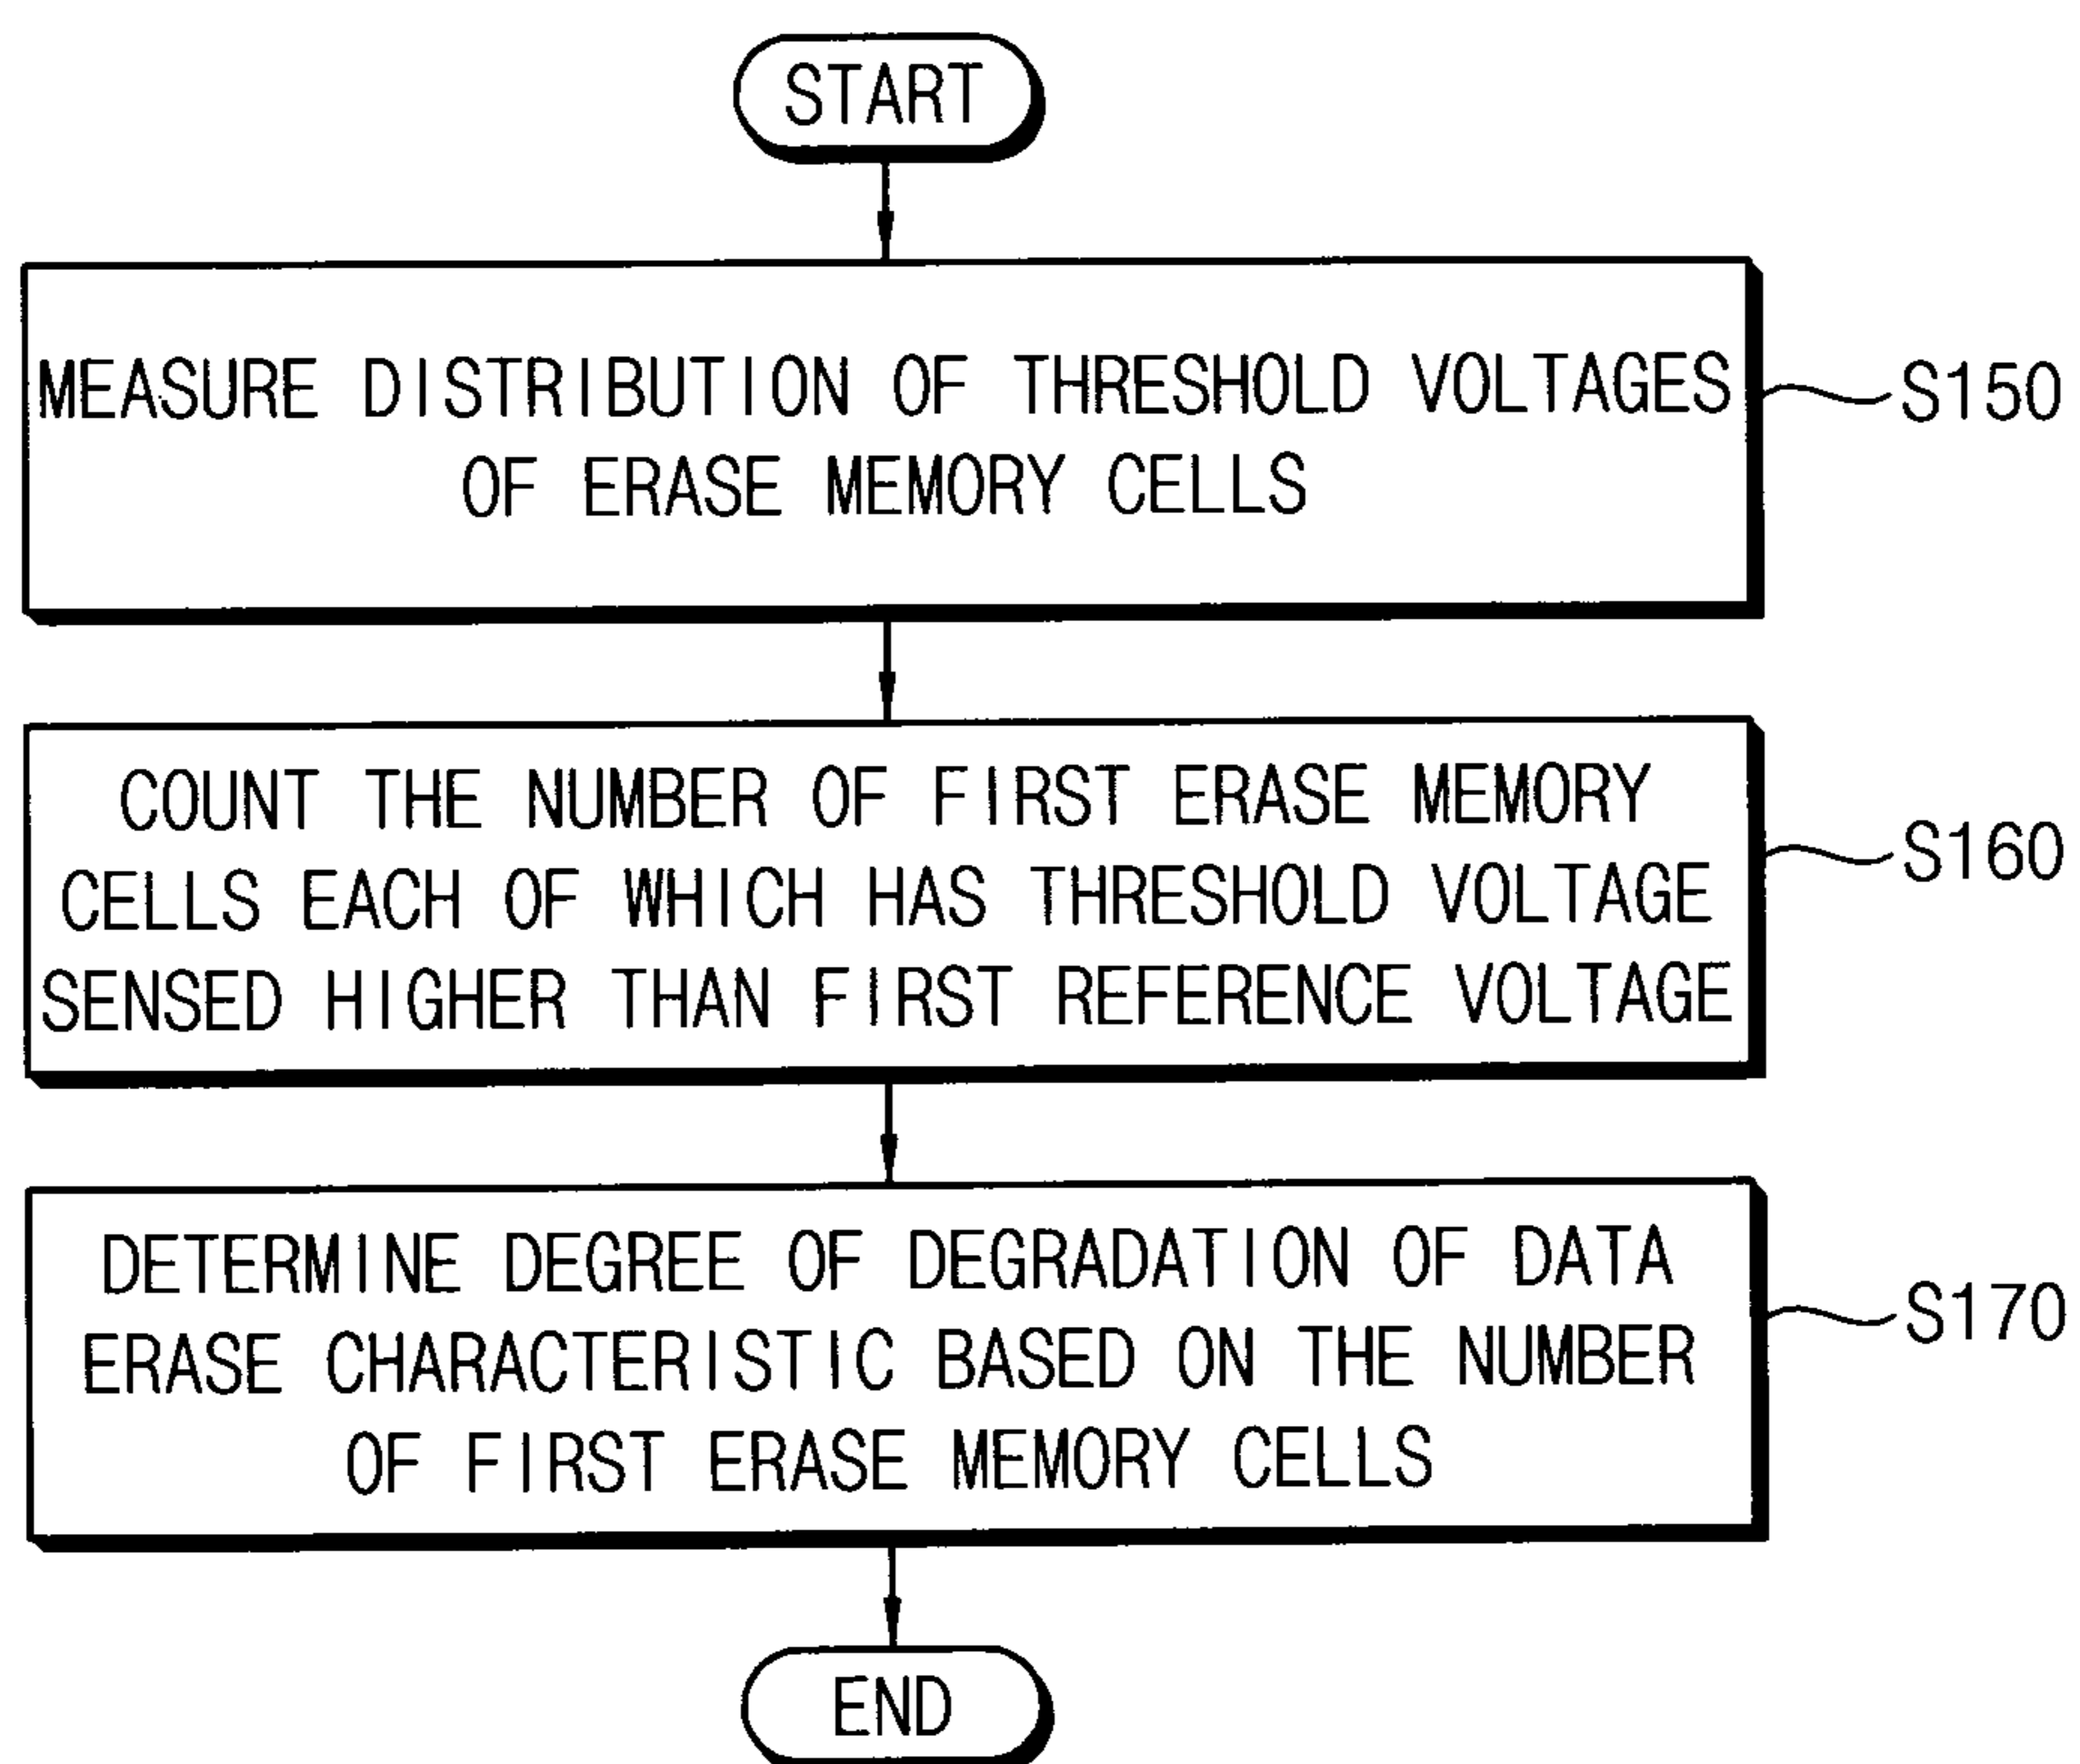 START
MEASURE DISTRIBUTION OF THRESHOLD VOLTAGES
OF ERASE MEMORY CELLS
S150
COUNT THE NUMBER OF FIRST ERASE MEMORY
CELLS EACH OF WHICH HAS THRESHOLD VOLTAGE
SENSED HIGHER THAN FIRST REFERENCE VOLTAGE
S160
DETERMINE DEGREE OF DEGRADATION OF DATA
ERASE CHARACTERISTIC BASED ON THE NUMBER
OF FIRST ERASE MEMORY CELLS
S170
END